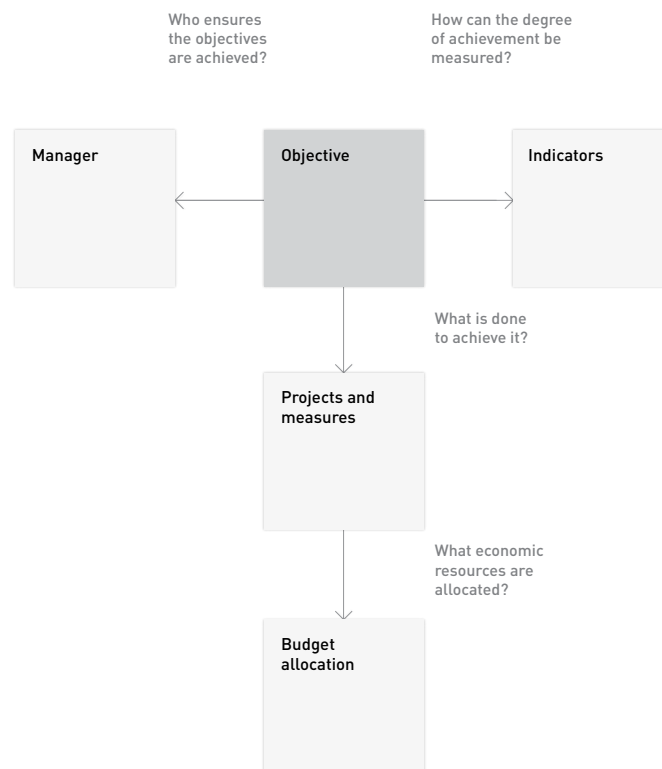 Who ensures
the objectives
are achieved?
How can the degree
of achievement be
measured?
Manager
Objective
Indicators
What is done
to achieve it?
Projects and
measures
What economic
resources are
allocated?
Budget
allocation